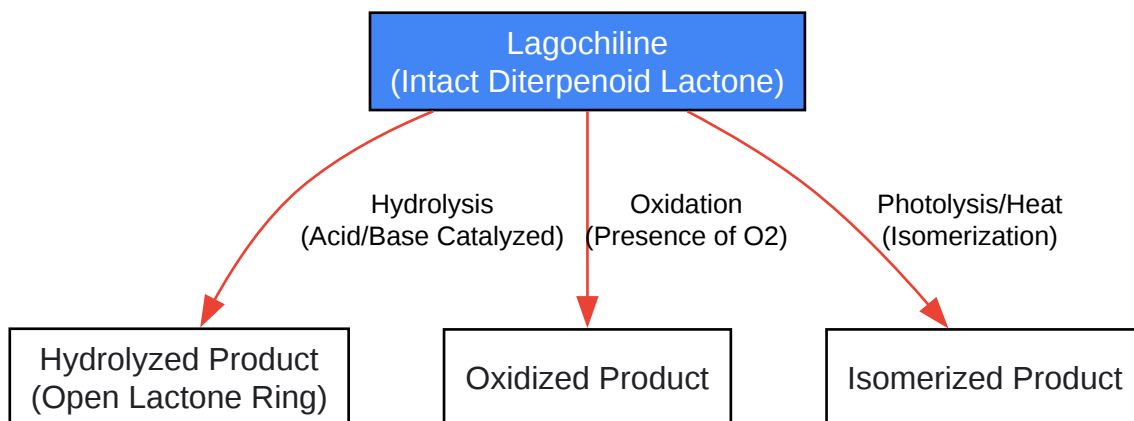 Lagochiline
(Intact Diterpenoid Lactone)
Hydrolysis
(Acid/Base Catalyzed)
Oxidation
(Presence of O2)
Photolysis/Heat
(Isomerization)
Hydrolyzed Product
(Open Lactone Ring)
Oxidized Product
Isomerized Product